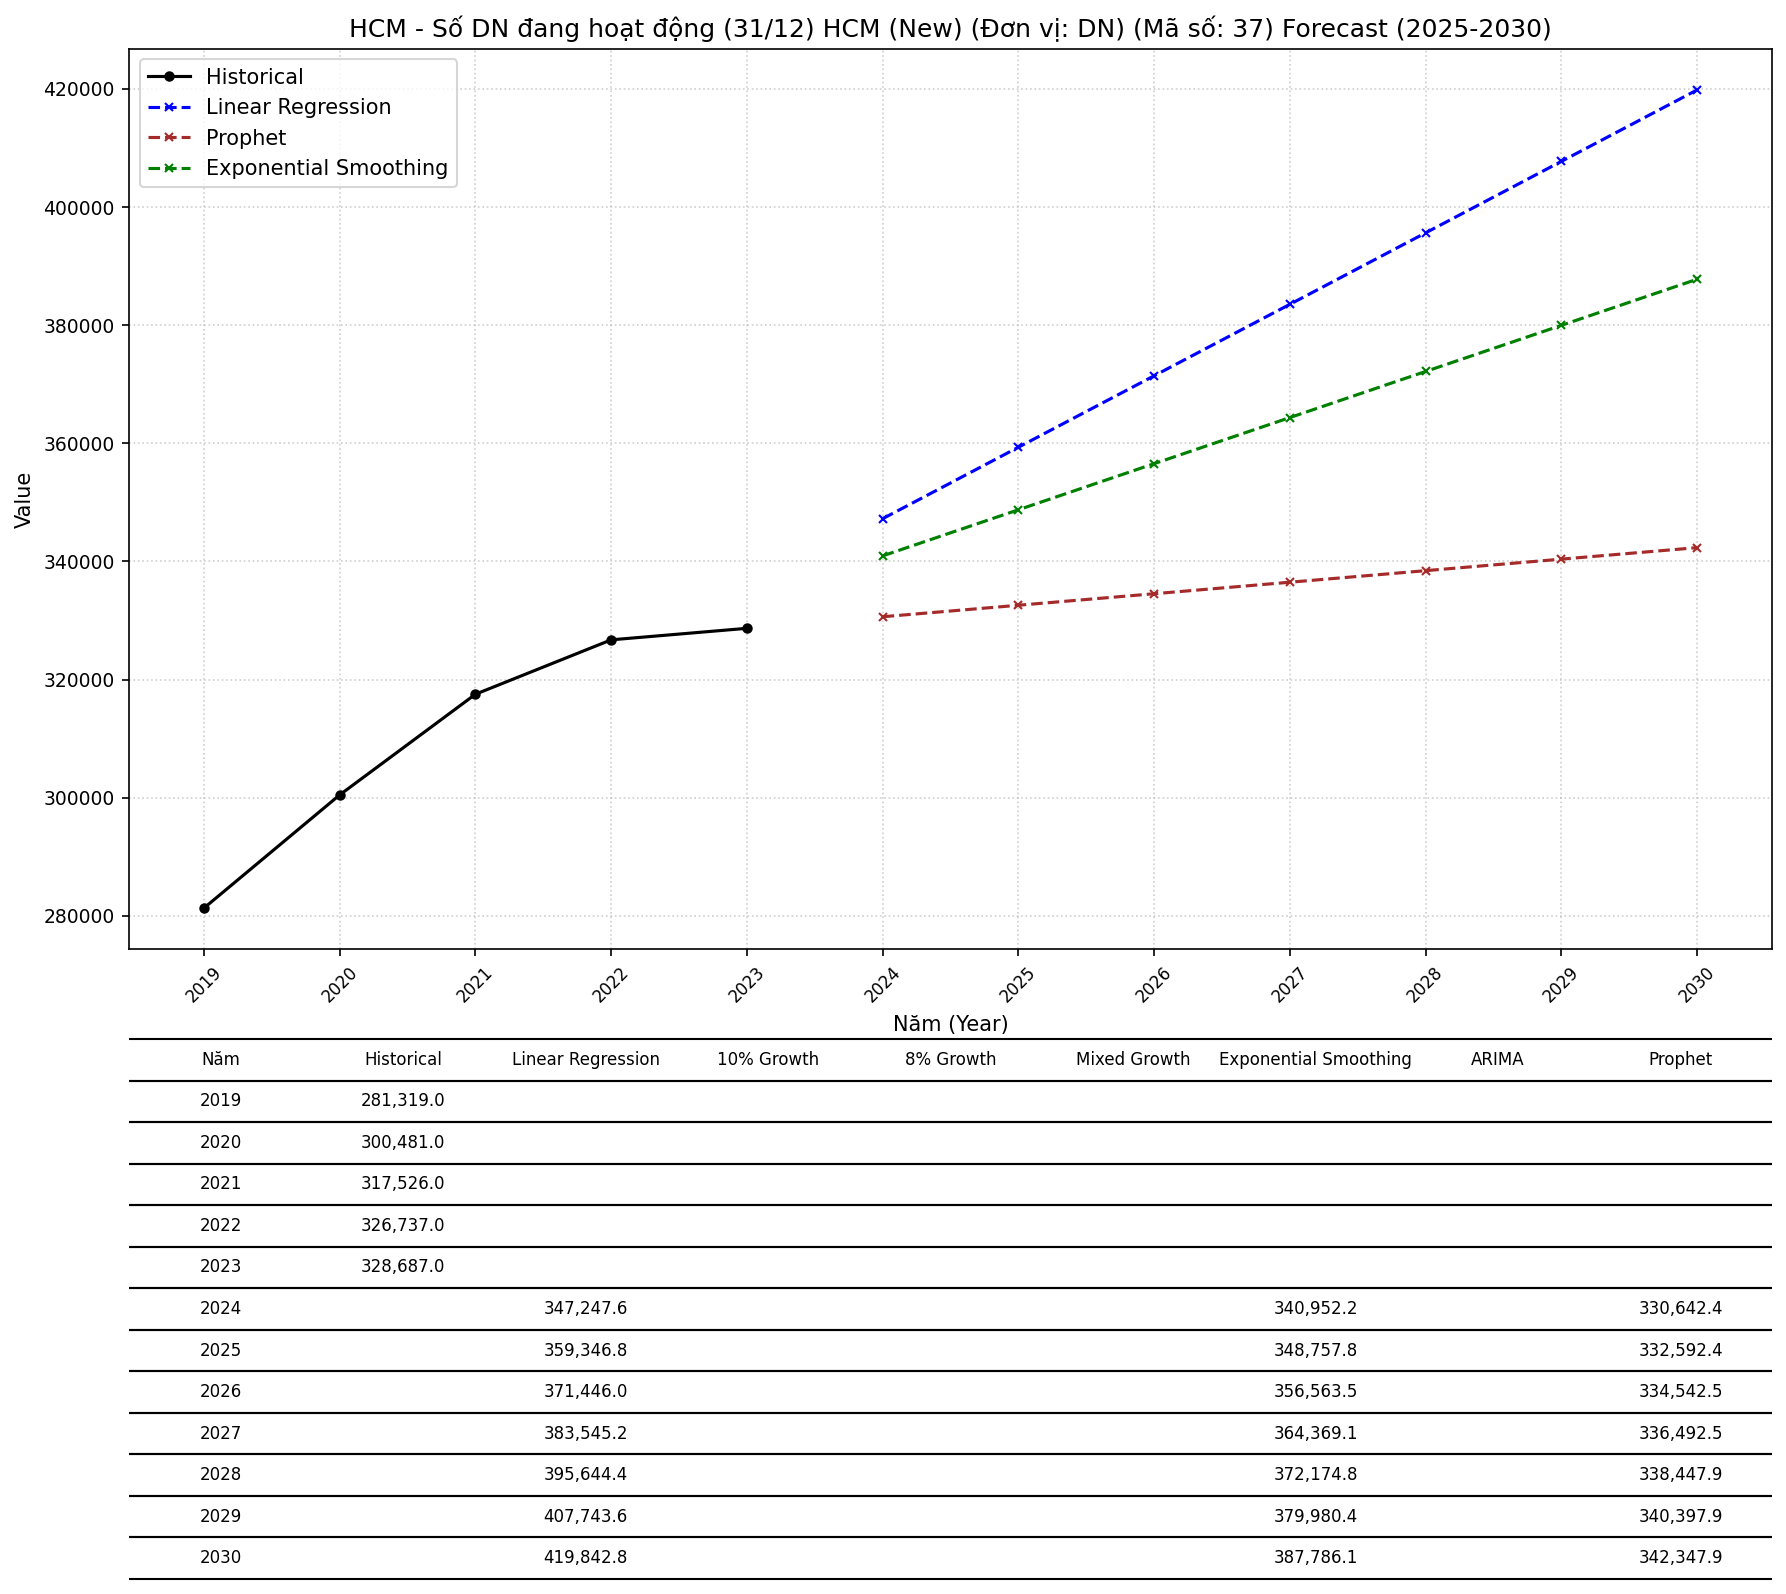 HCM - Số DN đang hoạt động (31/12) HCM (New) (Đơn vị: DN) (Mã số: 37) Forecast (2025-2030)
Historical
Linear Regression
Prophet
Exponential Smoothing
Value
420000
400000
380000
360000
340000
320000
300000
280000
2019 2020 2021 2022 2023 2024 2025 2026 2027 2028 2029 2030
Năm (Year)
Năm Historical Linear Regression 10% Growth 8% Growth Mixed Growth Exponential Smoothing ARIMA Prophet
2019 281,319.0
2020 300,481.0
2021 317,526.0
2022 326,737.0
2023 328,687.0
2024 347,247.6 340,952.2 330,642.4
2025 359,346.8 348,757.8 332,592.4
2026 371,446.0 356,563.5 334,542.5
2027 383,545.2 364,369.1 336,492.5
2028 395,644.4 372,174.8 338,447.9
2029 407,743.6 379,980.4 340,397.9
2030 419,842.8 387,786.1 342,347.9